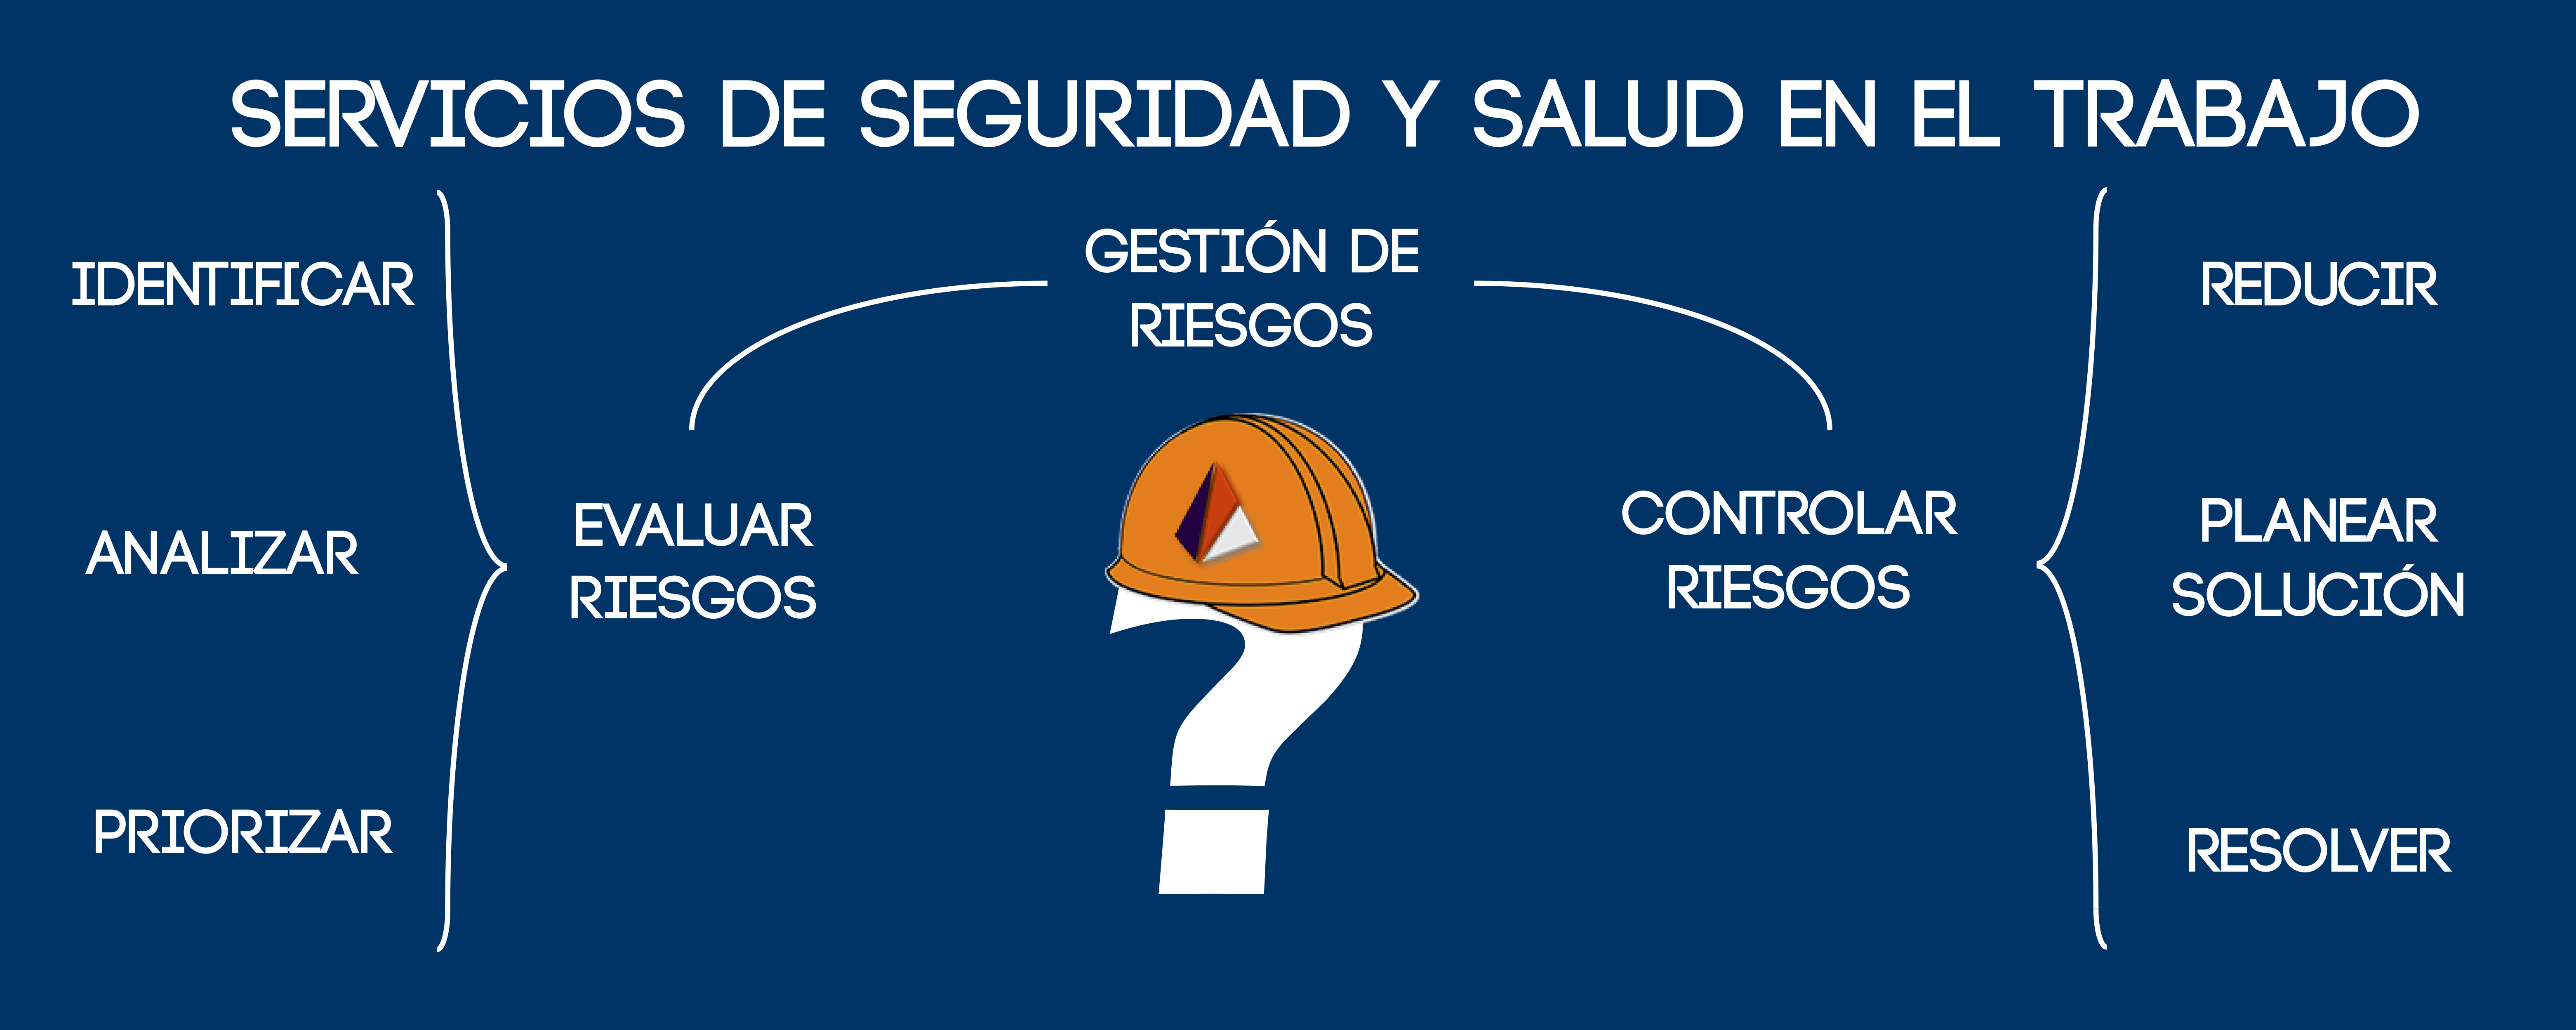 SERVICIOS DE SEGURIDAD Y SALUD EN EL TRABAJO
GESTIÓN DE
RIESGOS
IDENTIFICAR
ANALIZAR
PRIORIZAR
EVALUAR
RIESGOS
CONTROLAR
RIESGOS
REDUCIR
PLANEAR
SOLUCIÓN
RESOLVER
?